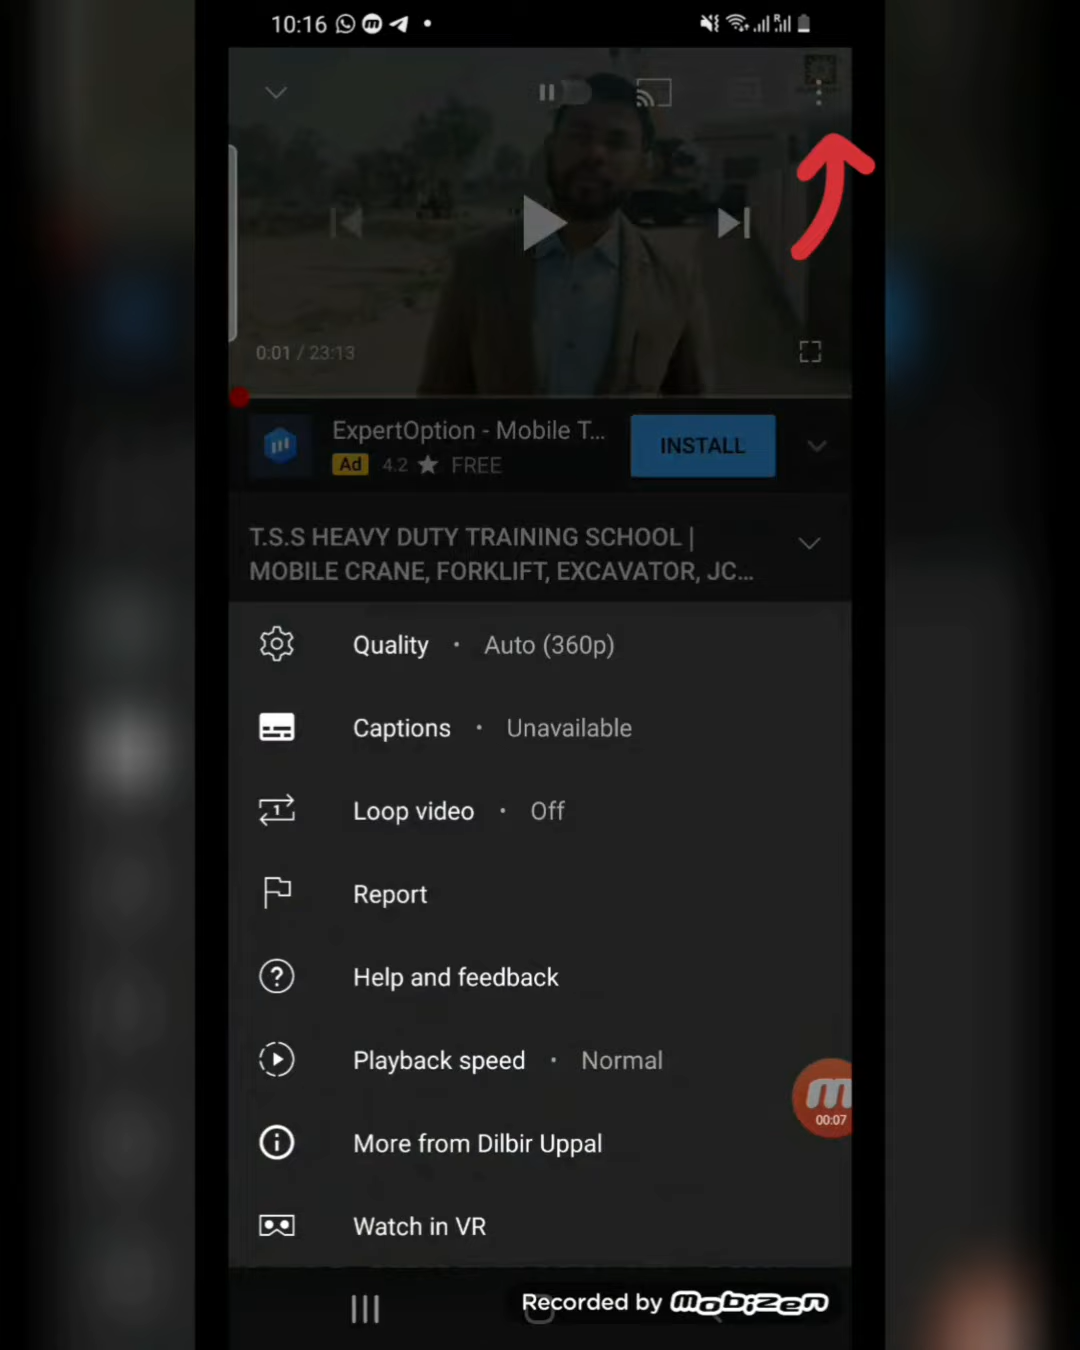 10:16
0:01 / 23:13
ExpertOption - Mobile T...
INSTALL
Ad 4.2 ★ FREE
T.S.S HEAVY DUTY TRAINING SCHOOL |
MOBILE CRANE, FORKLIFT, EXCAVATOR, JC...
Quality • Auto (360p)
Captions • Unavailable
Loop video • Off
Report
Help and feedback
Playback speed • Normal
00:07
More from Dilbir Uppal
Watch in VR
Recorded by mobizen